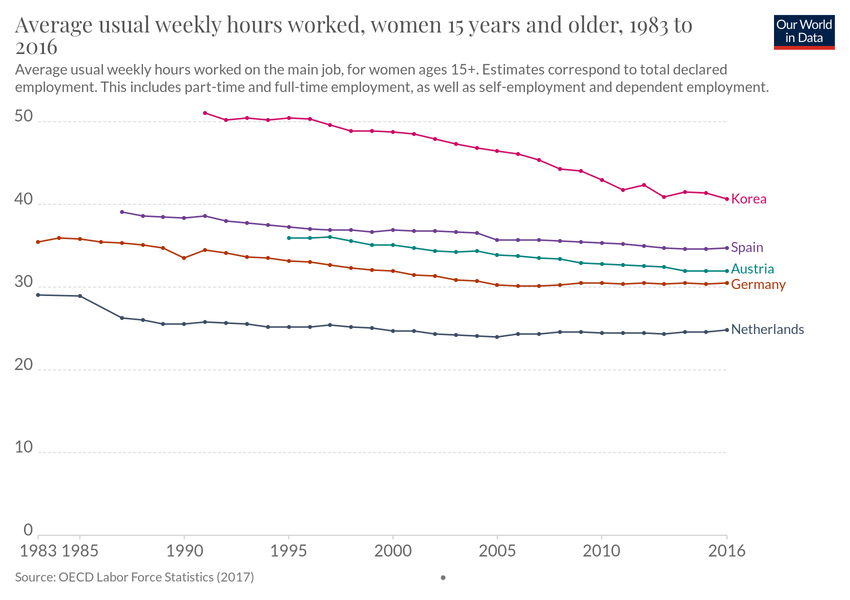 Average usual weekly hours worked, women 15 years and older, 1983 to
2016
Our World
in Data
Average usual weekly hours worked on the main job, for women ages 15+. Estimates correspond to total declared
employment. This includes part-time and full-time employment, as well as self-employment and dependent employment.
50
40
30
20
10
0
Korea
Spain
Austria
Germany
Netherlands
1983 1985 1990 1995 2000 2005 2010 2016
Source: OECD Labor Force Statistics (2017)